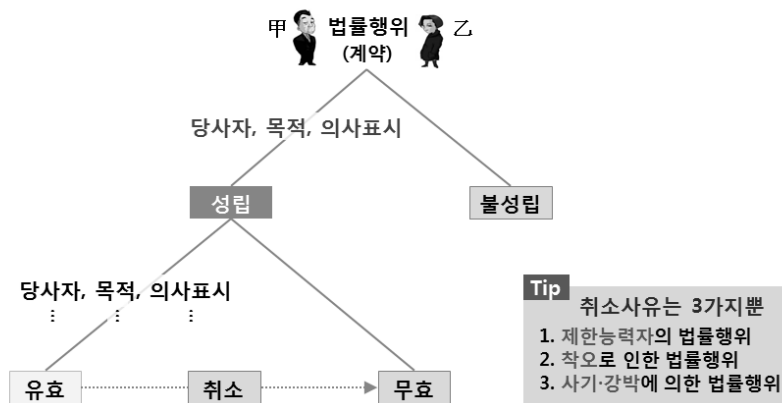 甲 법률행위 乙
(계약)
당사자, 목적, 의사표시
성립
불성립
당사자, 목적, 의사표시
⋮ ⋮ ⋮
유효
취소
무효
Tip
취소사유는 3가지뿐
1. 제한능력자의 법률행위
2. 착오로 인한 법률행위
3. 사기·강박에 의한 법률행위